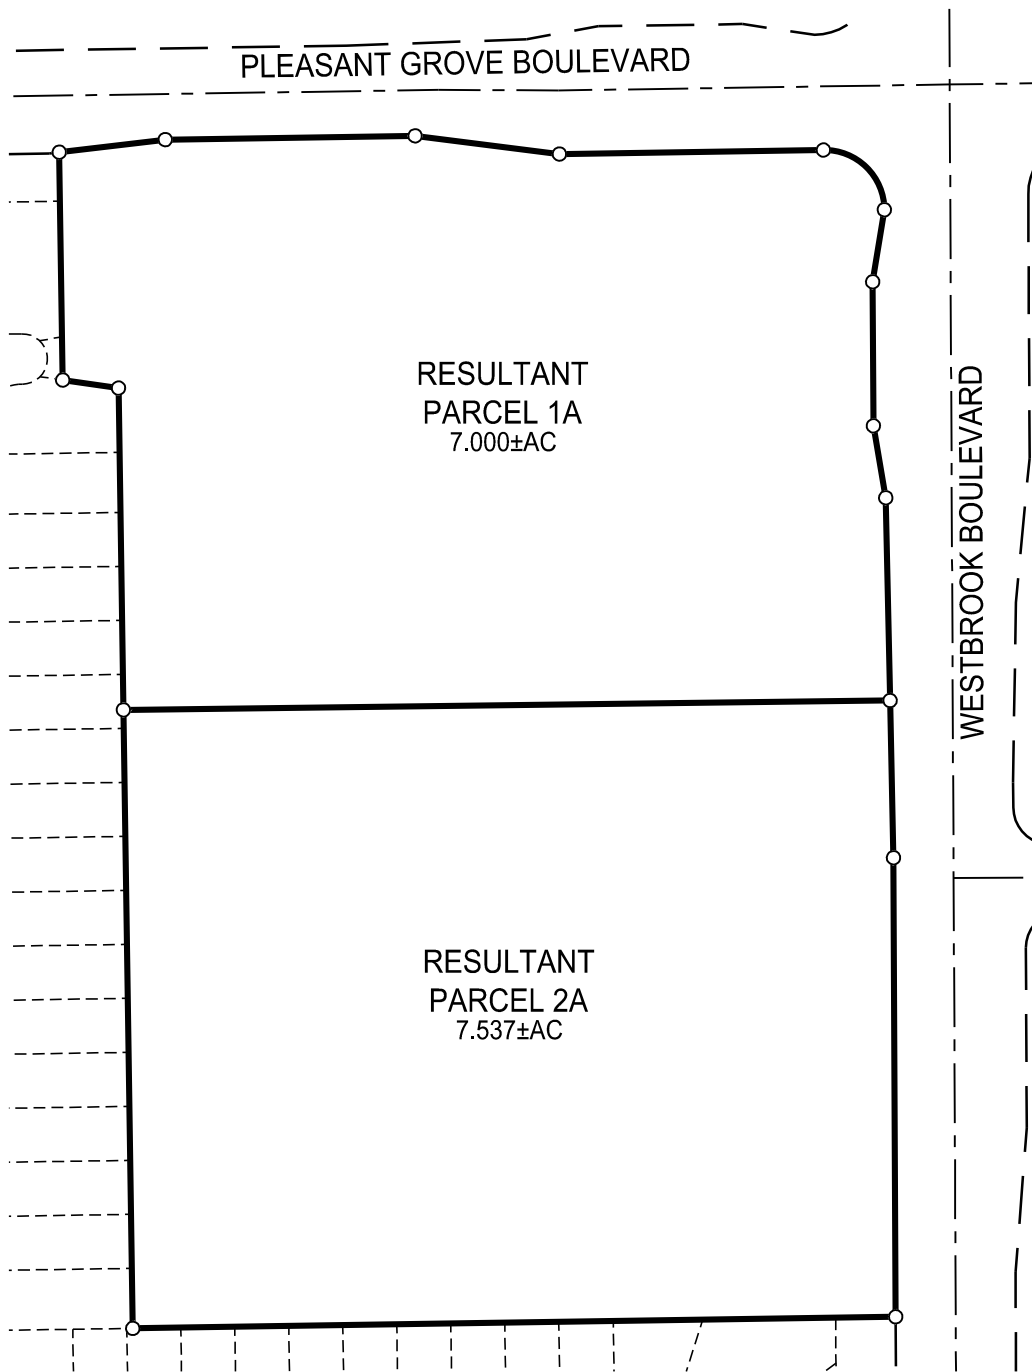 PLEASANT GROVE BOULEVARD
RESULTANT
PARCEL 1A
7.000±AC
WESTBROOK BOULEVARD
RESULTANT
PARCEL 2A
7.537±AC